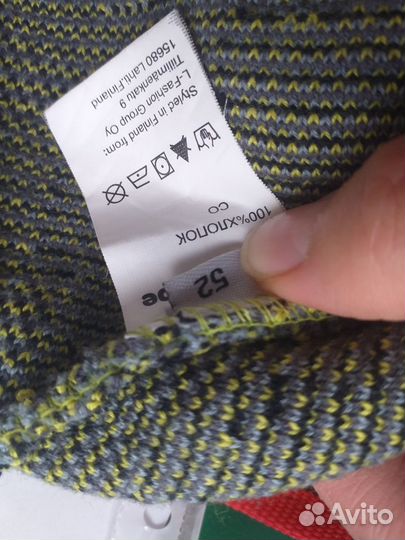 52
100%ХЛОПОК
CO
Styled in Finland from:
L-Fashion Group Oy
Tiilimäenkatu 9
15680 Lahti,Finland
Avito